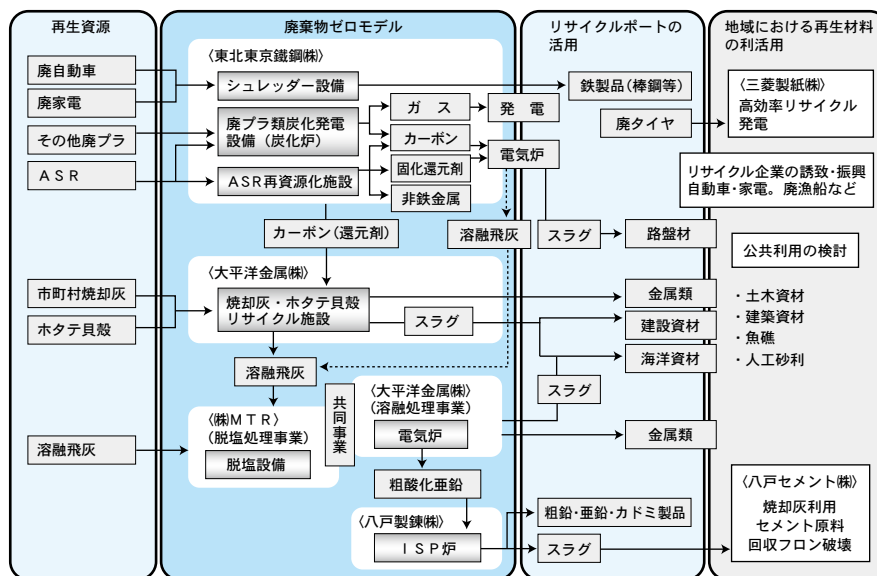 再生資源
廃棄物ゼロモデル
リサイクルポートの
活用
地域における再生材料
の利活用
廃自動車
廃家電
その他廃プラ
ASR
市町村焼却灰
ホタテ貝殻
溶融飛灰
〈東北東京鐵鋼㈱〉
シュレッダー設備
廃プラ類炭化発電
設備（炭化炉）
ASR再資源化施設
ガス
発電
カーボン
固化還元剤
非鉄金属
電気炉
カーボン（還元剤）
溶融飛灰
〈大平洋金属㈱〉
焼却灰・ホタテ貝殻
リサイクル施設
スラグ
溶融飛灰
〈㈱MTR〉
（脱塩処理事業）
脱塩設備
共同事業
〈大平洋金属㈱〉
（溶融処理事業）
電気炉
粗酸化亜鉛
〈八戸製錬㈱〉
ISP炉
鉄製品（棒鋼等）
廃タイヤ
スラグ
路盤材
金属類
建設資材
海洋資材
スラグ
金属類
粗鉛・亜鉛・カドミ製品
スラグ
〈三菱製紙㈱〉
高効率リサイクル
発電
リサイクル企業の誘致・振興
自動車・家電。廃漁船など
公共利用の検討
・土木資材
・建築資材
・魚礁
・人工砂利
〈八戸セメント㈱〉
焼却灰利用
セメント原料
回収フロン破壊